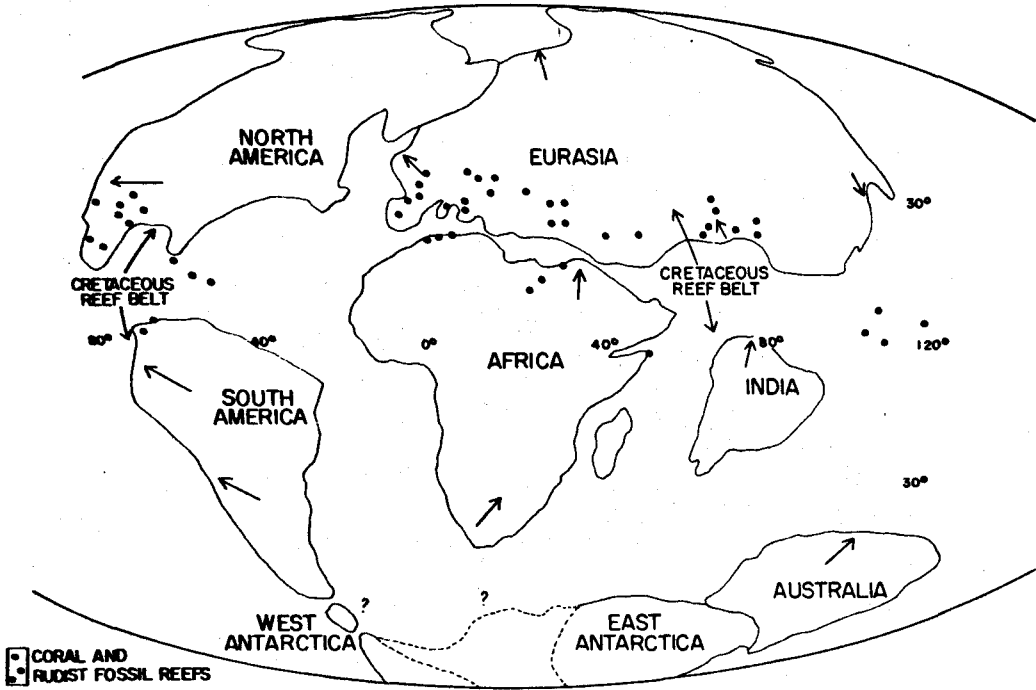 NORTH
AMERICA
EURASIA
30°
CRETACEOUS
REEF BELT
CRETACEOUS
REEF BELT
80°
40°
0°
AFRICA
40°
80°
120°
INDIA
SOUTH
AMERICA
30°
AUSTRALIA
?
?
WEST
ANTARCTICA
EAST
ANTARCTICA
CORAL AND
RUDIST FOSSIL REEFS